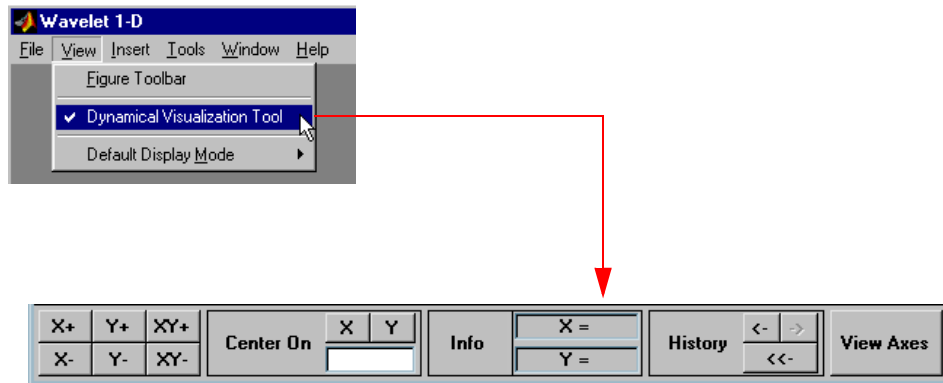 Wavelet 1-D
File View Insert Tools Window Help
Figure Toolbar
Dynamical Visualization Tool
Default Display Mode
X+ Y+ XY+ Center On X Y Info X = History <- -> View Axes
X- Y- XY- Y = <<-